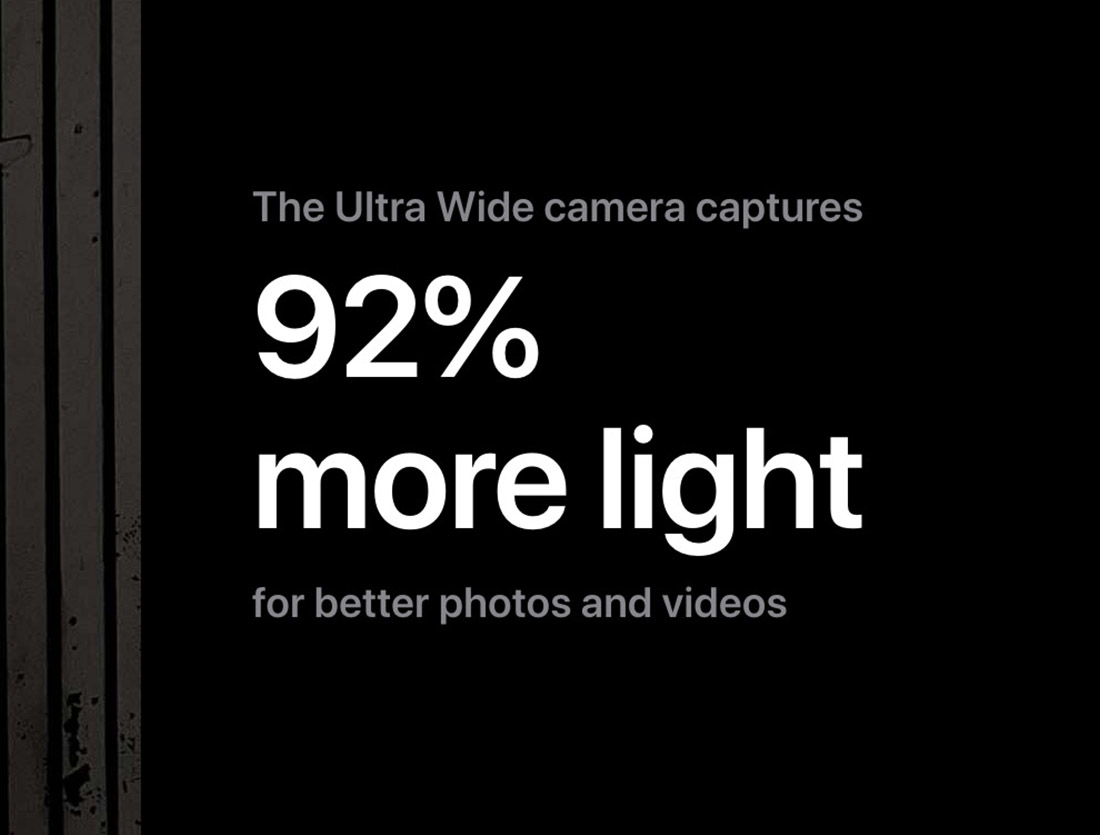 The Ultra Wide camera captures
92%
more light
for better photos and videos